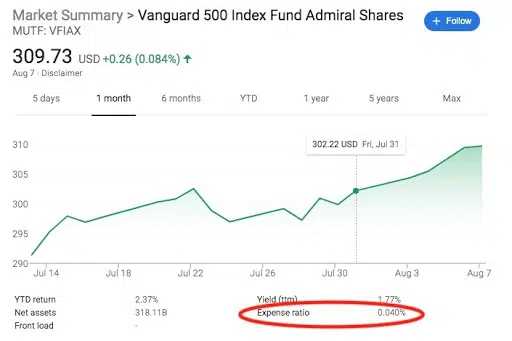 Market Summary > Vanguard 500 Index Fund Admiral Shares
MUTF: VFIAX
+ Follow
309.73 USD +0.26 (0.084%) ↑
Aug 7 · Disclaimer
5 days 1 month 6 months YTD 1 year 5 years Max
302.22 USD Fri, Jul 31
310
305
300
295
290
Jul 14 Jul 18 Jul 22 Jul 26 Jul 30 Aug 3 Aug 7
YTD return 2.37% Yield (ttm) 1.77%
Net assets 318.11B Expense ratio 0.040%
Front load -